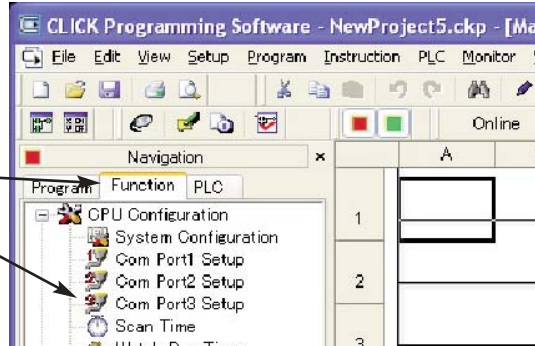 CLICK Programming Software - NewProject5.ckp - [Ma
File Edit View Setup Program Instruction PLC Monitor
Online
Navigation ×
A
Program Function PLC
CPU Configuration
1
System Configuration
Com Port1 Setup
Com Port2 Setup
2
Com Port3 Setup
Scan Time
3